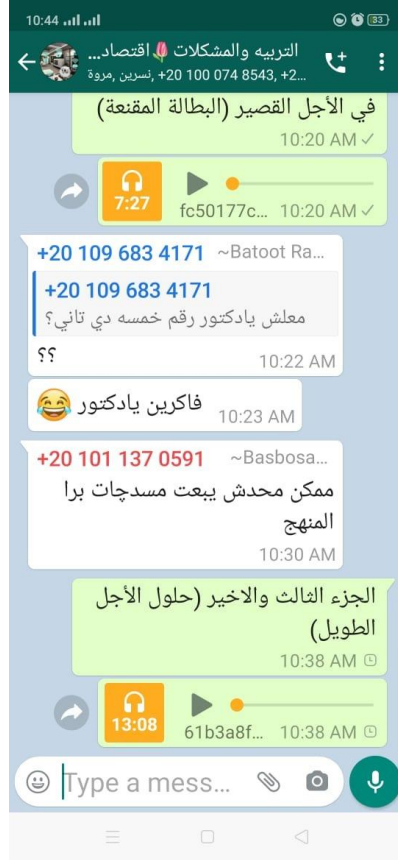 10:44
33
التربيه والمشكلات 🌷اقتصاد...
+20 100 074 8543, +2... ,نسرين ,مروة
في الأجل القصير (البطالة المقنعة)
10:20 AM
7:27
fc50177c... 10:20 AM
+20 109 683 4171 ~Batoot Ra...
+20 109 683 4171
معلش يادكتور رقم خمسه دي تاني؟
؟؟
10:22 AM
فاكرين يادكتور 😂
10:23 AM
+20 101 137 0591 ~Basbosa...
ممكن محدش يبعت مسدجات برا
المنهج
10:30 AM
الجزء الثالث والاخير (حلول الأجل
الطويل)
10:38 AM
13:08
61b3a8f... 10:38 AM
Type a mess...